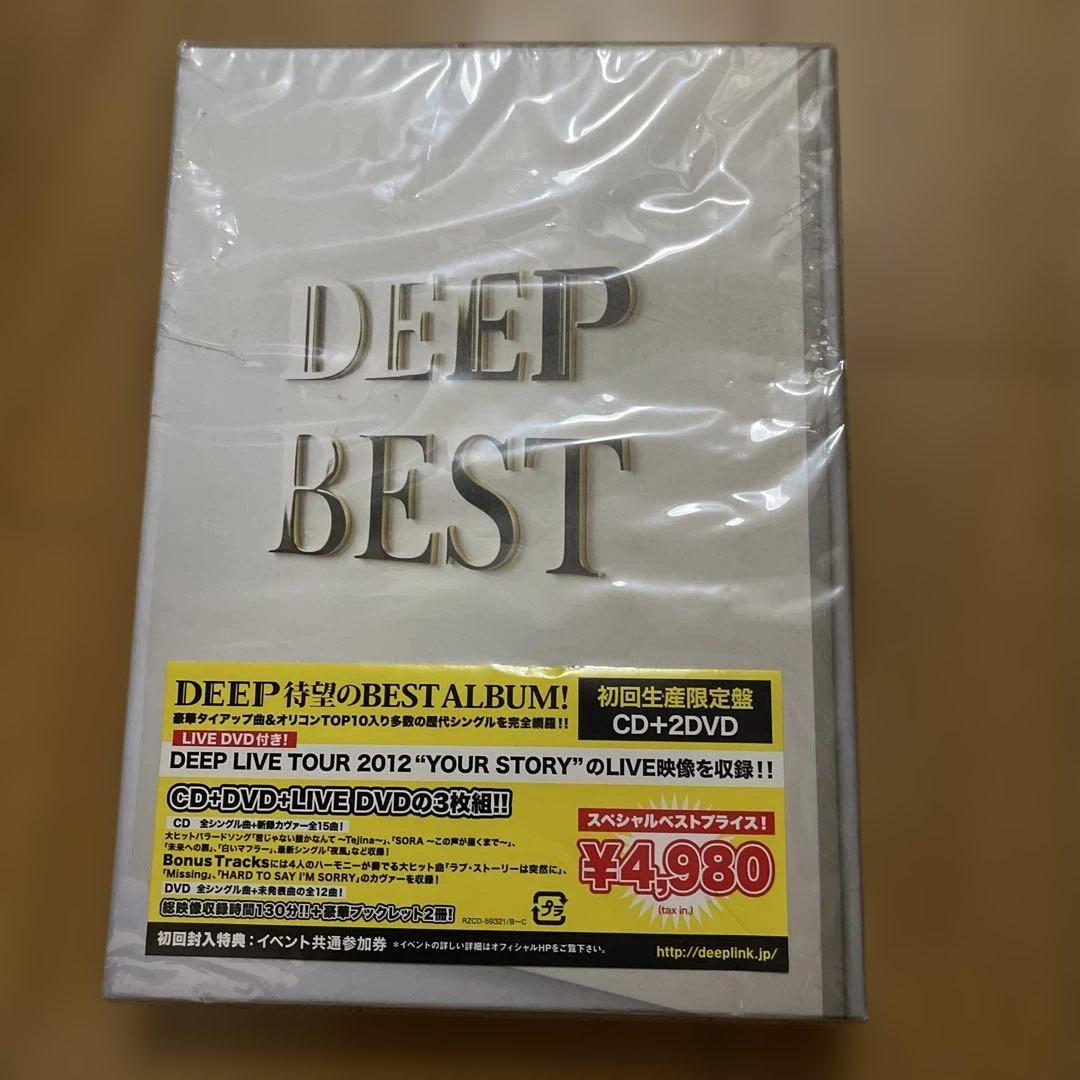 DEEP
BEST
DEEP 待望のBEST ALBUM!
豪華タイアップ曲&オリコンTOP10入り多数の歴代シングルを完全網羅!!
初回生産限定盤
CD+2DVD
LIVE DVD付き!
DEEP LIVE TOUR 2012 “YOUR STORY”のLIVE映像を収録!!
CD+DVD+LIVE DVDの3枚組!!
CD 全シングル曲+新録カヴァー全15曲!
大ヒットバラードソング「君じゃない誰かなんて ~Tejina~」、「SORA ~この声が届くまで~」、
「未来への扉」、「白いマフラー」、最新シングル「夜風」など収録!
Bonus Tracksには4人のハーモニーが奏でる大ヒット曲「ラブ・ストーリーは突然に」、
「Missing」、「HARD TO SAY I'M SORRY」のカヴァーを収録!
DVD 全シングル曲+未発表曲の全12曲!
総映像収録時間130分!!+豪華ブックレット2冊!
スペシャルベストプライス!
¥4,980
(tax in.)
プラ
RZCD-59321/B~C
初回封入特典:イベント共通参加券 *イベントの詳しい詳細はオフィシャルHPをご覧下さい。
http://deeplink.jp/